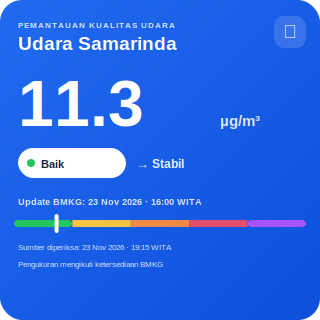 PEMANTAUAN KUALITAS UDARA
Udara Samarinda
11.3
µg/m³
Baik
→ Stabil
Update BMKG: 23 Nov 2026 · 16:00 WITA
Sumber diperiksa: 23 Nov 2026 · 19:15 WITA
Pengukuran mengikuti ketersediaan BMKG